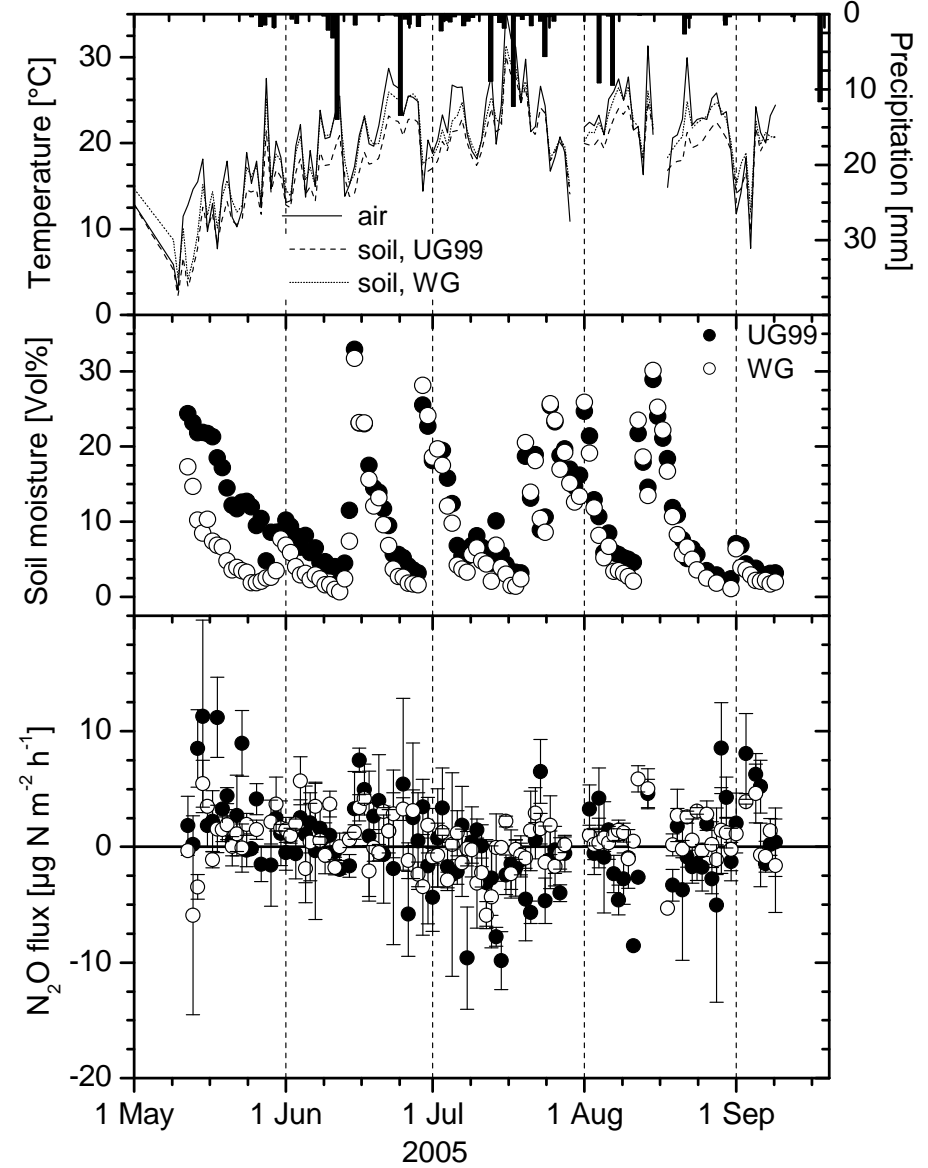 0
30
10
20
20
10
30
0
Temperature [°C]
Precipitation [mm]
air
soil, UG99
soil, WG
30
20
10
0
Soil moisture [Vol%]
UG99
WG
10
0
-10
-20
N₂O flux [µg N m⁻² h⁻¹]
1 May 1 Jun 1 Jul 1 Aug 1 Sep
2005